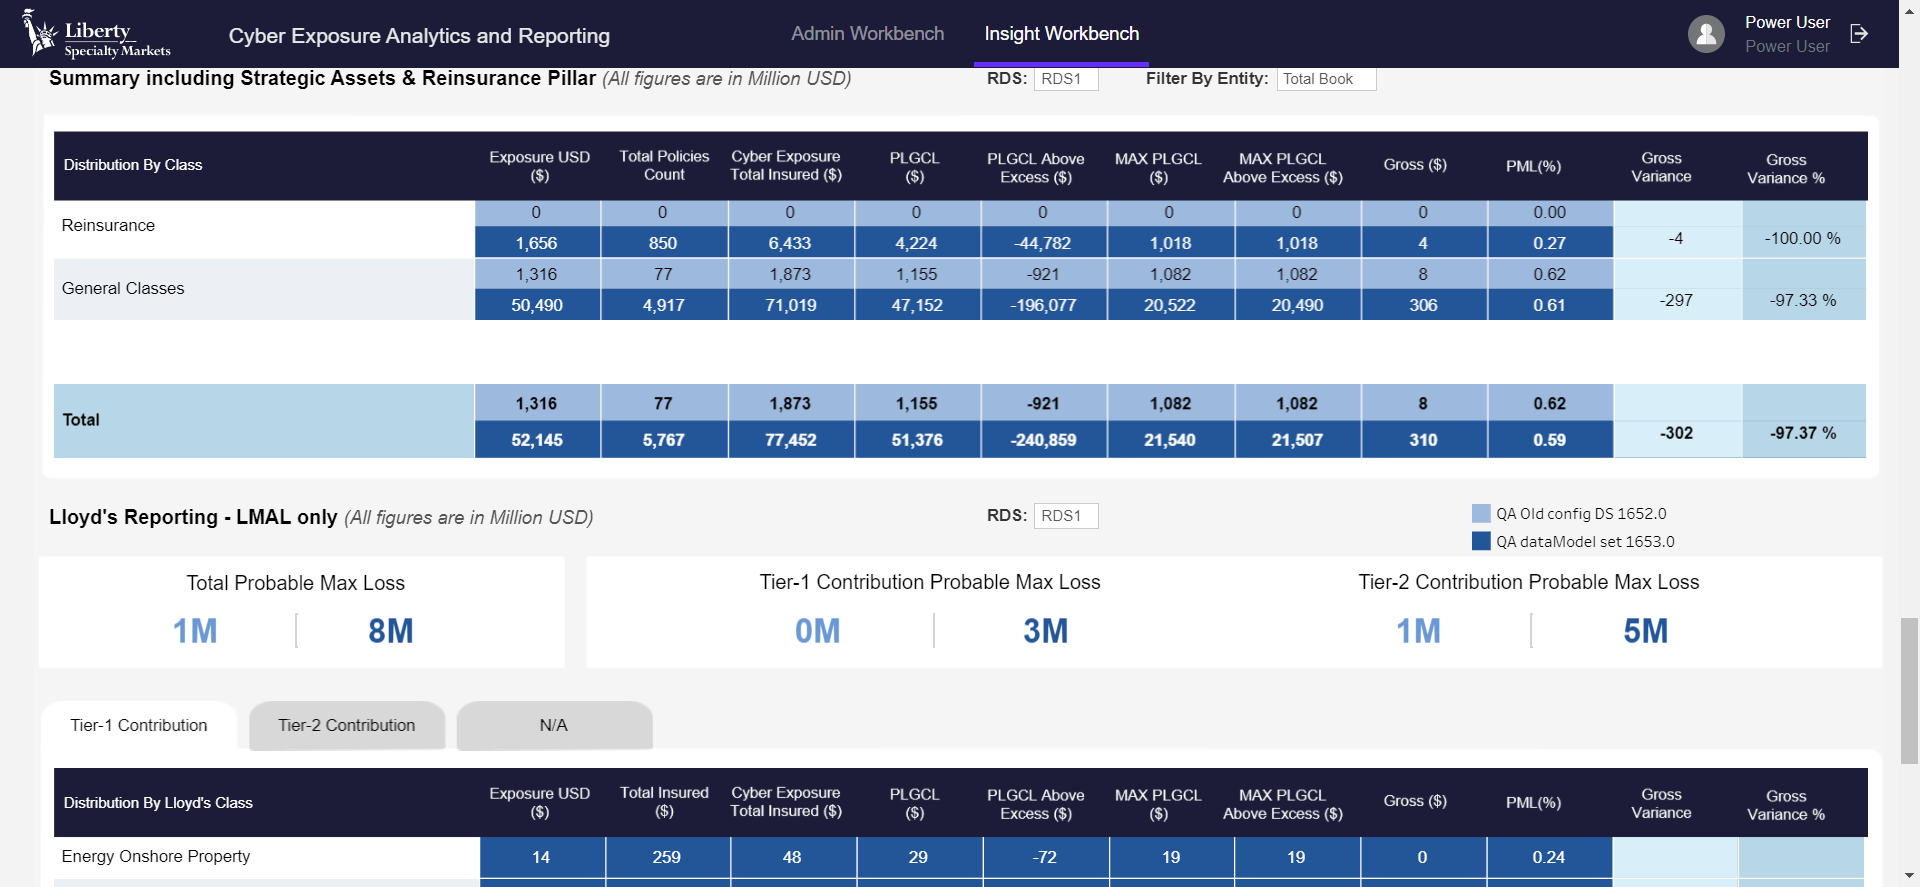 Liberty
Specialty Markets
Cyber Exposure Analytics and Reporting
Admin Workbench
Insight Workbench
Power User
Power User
Summary including Strategic Assets & Reinsurance Pillar (All figures are in Million USD)
RDS: RDS1
Filter By Entity: Total Book
Distribution By Class
Exposure USD ($)
Total Policies Count
Cyber Exposure Total Insured ($)
PLGCL ($)
PLGCL Above Excess ($)
MAX PLGCL ($)
MAX PLGCL Above Excess ($)
Gross ($)
PML(%)
Gross Variance
Gross Variance %
Reinsurance
0 0 0 0 0 0 0 0 0.00
1,656 850 6,433 4,224 -44,782 1,018 1,018 4 0.27 -4 -100.00 %
General Classes
1,316 77 1,873 1,155 -921 1,082 1,082 8 0.62
50,490 4,917 71,019 47,152 -196,077 20,522 20,490 306 0.61 -297 -97.33 %
Total
1,316 77 1,873 1,155 -921 1,082 1,082 8 0.62
52,145 5,767 77,452 51,376 -240,859 21,540 21,507 310 0.59 -302 -97.37 %
Lloyd's Reporting - LMAL only (All figures are in Million USD)
RDS: RDS1
QA Old config DS 1652.0
QA dataModel set 1653.0
Total Probable Max Loss
1M 8M
Tier-1 Contribution Probable Max Loss
0M 3M
Tier-2 Contribution Probable Max Loss
1M 5M
Tier-1 Contribution
Tier-2 Contribution
N/A
Distribution By Lloyd's Class
Exposure USD ($)
Total Insured ($)
Cyber Exposure Total Insured ($)
PLGCL ($)
PLGCL Above Excess ($)
MAX PLGCL ($)
MAX PLGCL Above Excess ($)
Gross ($)
PML(%)
Gross Variance
Gross Variance %
Energy Onshore Property 14 259 48 29 -72 19 19 0 0.24